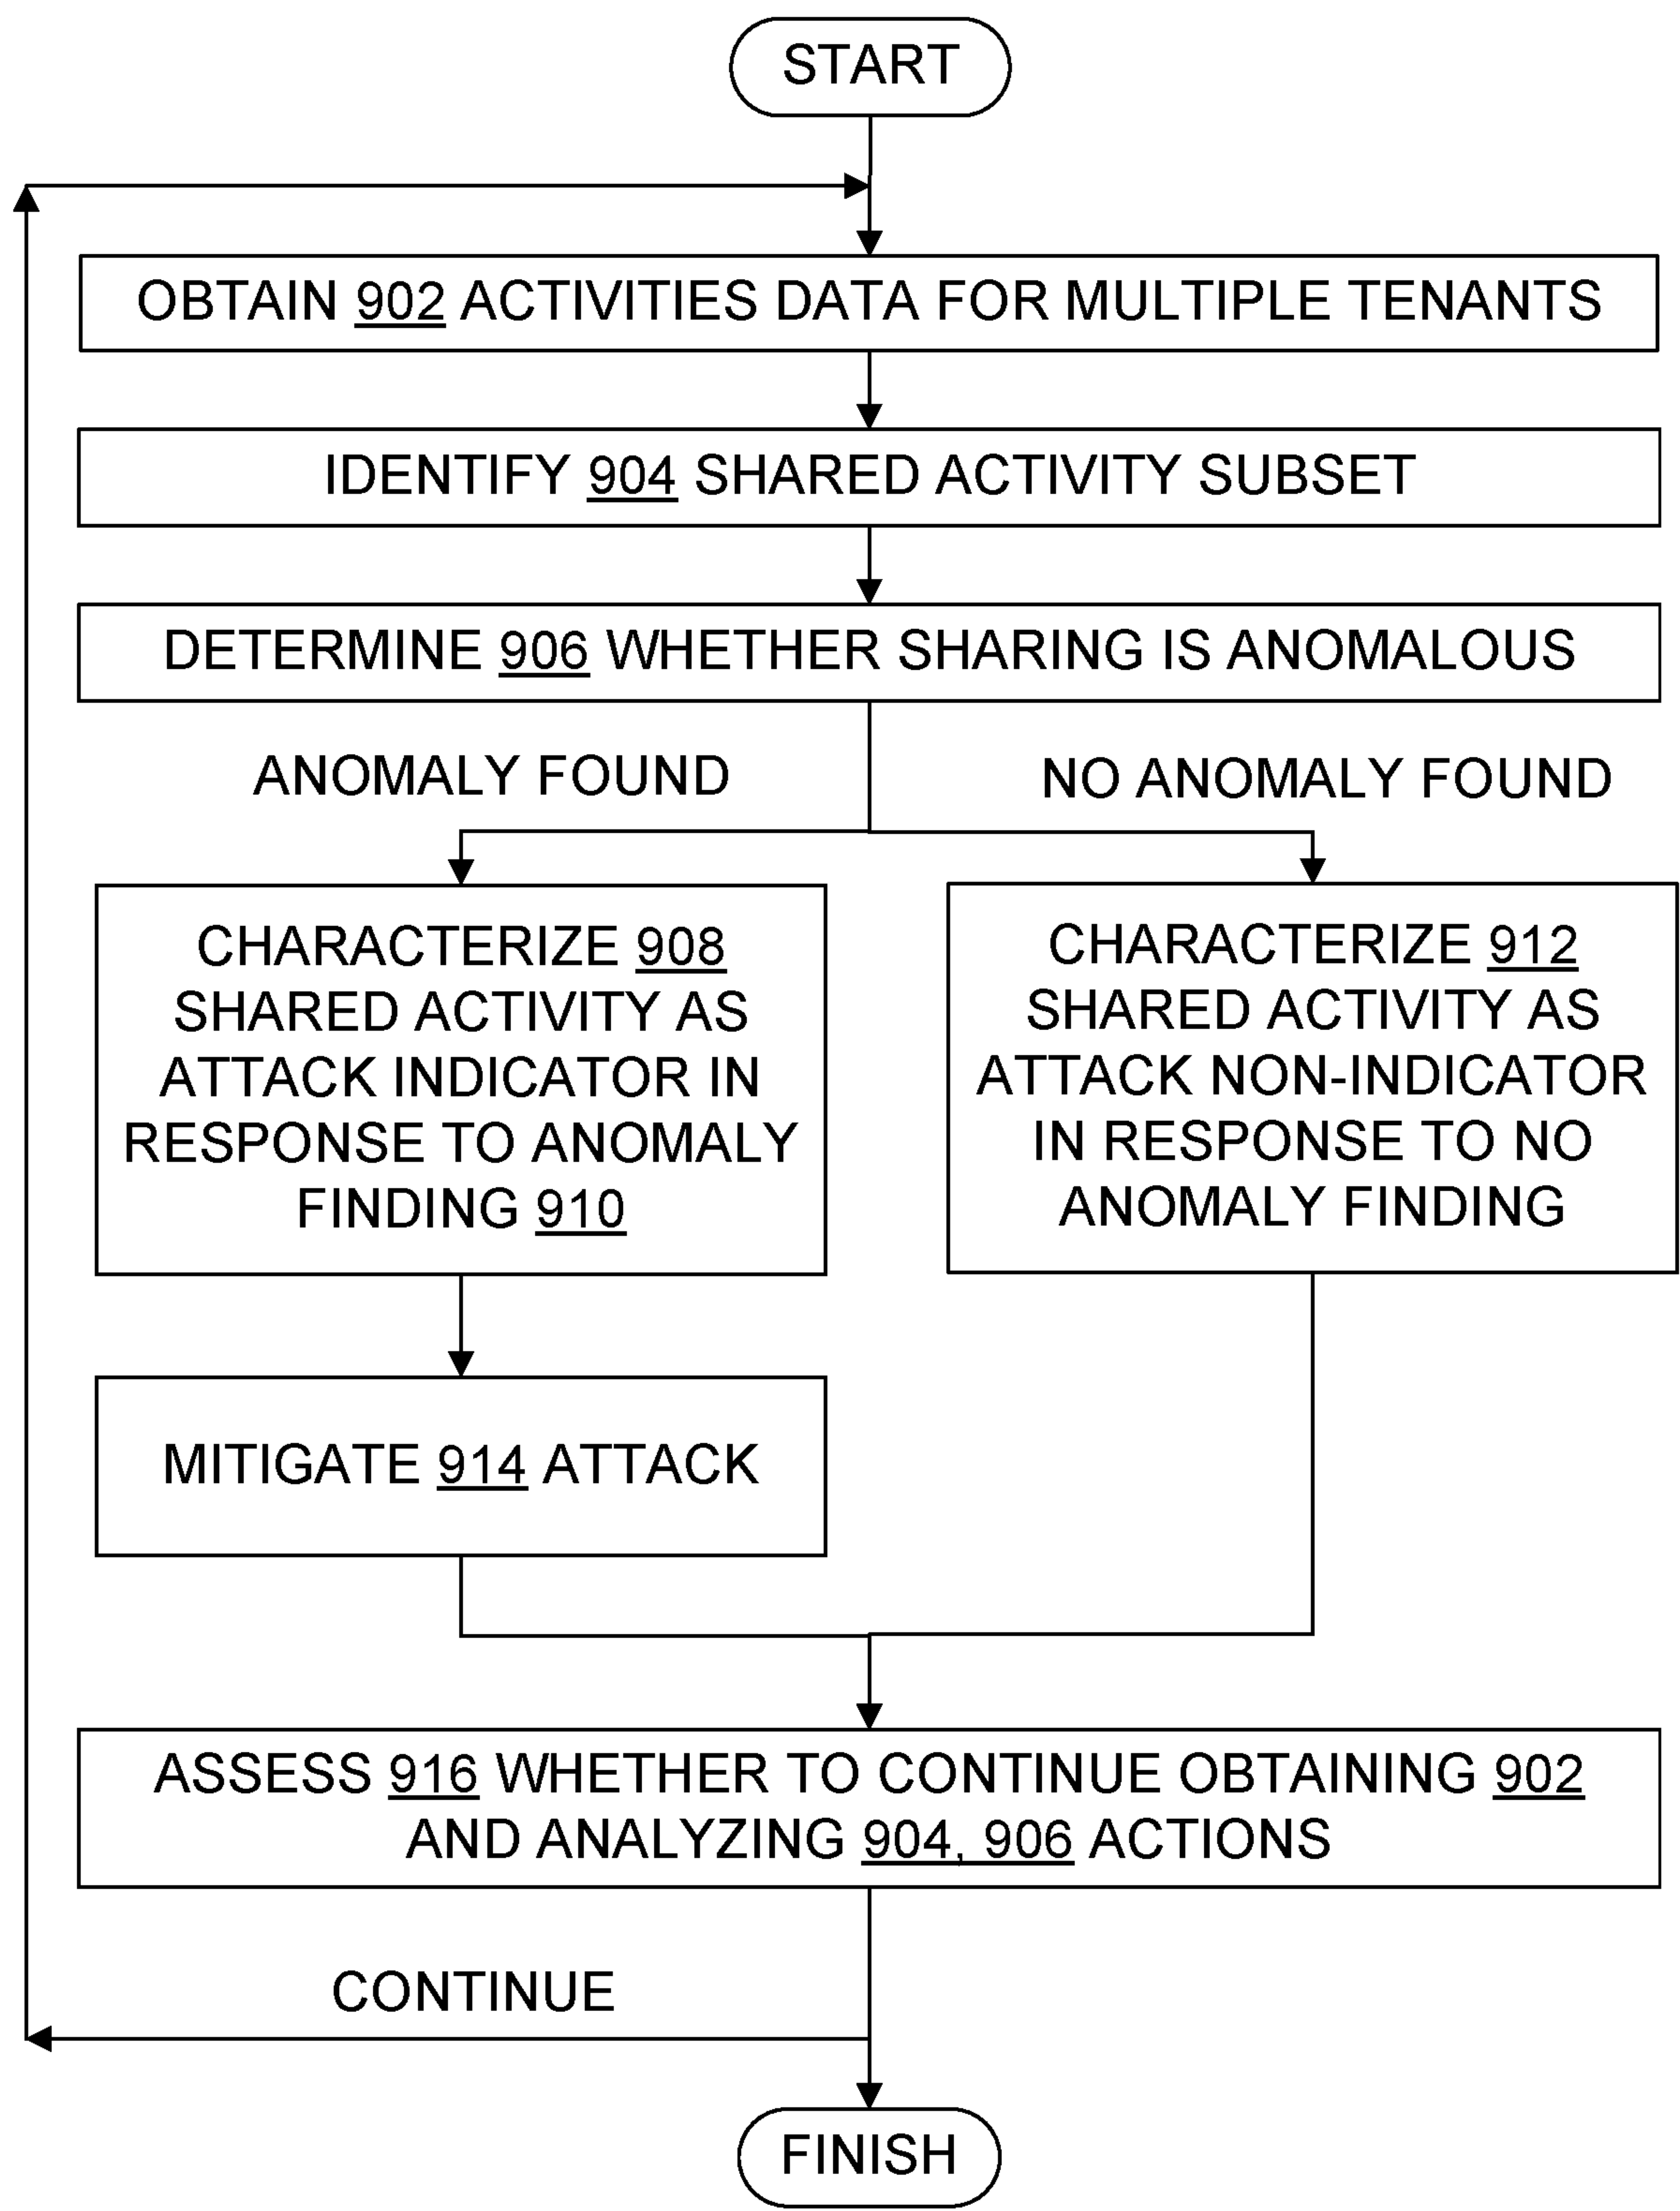 START
OBTAIN 902 ACTIVITIES DATA FOR MULTIPLE TENANTS
IDENTIFY 904 SHARED ACTIVITY SUBSET
DETERMINE 906 WHETHER SHARING IS ANOMALOUS
ANOMALY FOUND
NO ANOMALY FOUND
CHARACTERIZE 908
SHARED ACTIVITY AS
ATTACK INDICATOR IN
RESPONSE TO ANOMALY
FINDING 910
CHARACTERIZE 912
SHARED ACTIVITY AS
ATTACK NON-INDICATOR
IN RESPONSE TO NO
ANOMALY FINDING
MITIGATE 914 ATTACK
ASSESS 916 WHETHER TO CONTINUE OBTAINING 902
AND ANALYZING 904, 906 ACTIONS
CONTINUE
FINISH